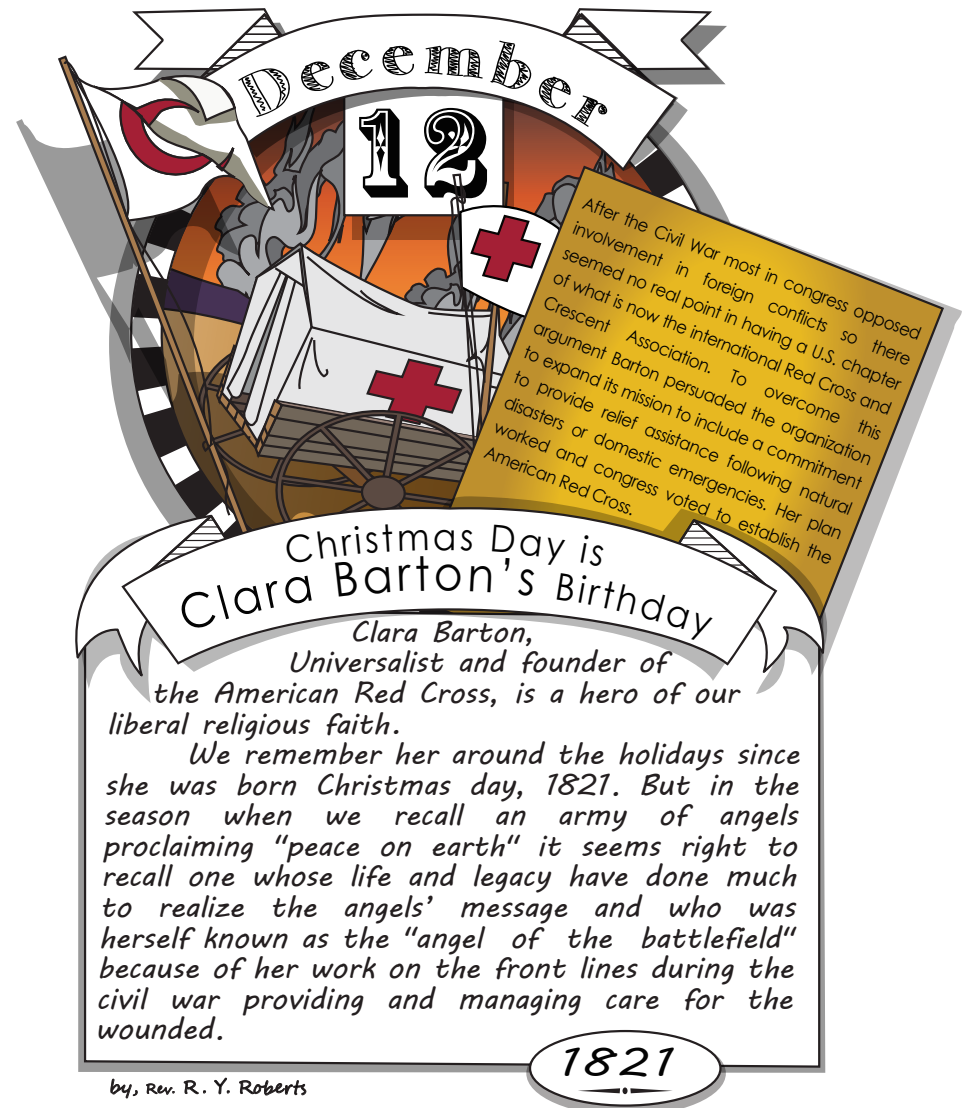 December
12
After the Civil War most in congress opposed
involvement in foreign conflicts so there
seemed no real point in having a U.S. chapter
of what is now the international Red Cross and
Crescent Association. To overcome this
argument Barton persuaded the organization
to expand its mission to include a commitment
to provide relief assistance following natural
disasters or domestic emergencies. Her plan
worked and congress voted to establish the
American Red Cross.
Christmas Day is
Clara Barton's Birthday
Clara Barton,
Universalist and founder of
the American Red Cross, is a hero of our
liberal religious faith.
We remember her around the holidays since
she was born Christmas day, 1821. But in the
season when we recall an army of angels
proclaiming "peace on earth" it seems right to
recall one whose life and legacy have done much
to realize the angels' message and who was
herself known as the "angel of the battlefield"
because of her work on the front lines during the
civil war providing and managing care for the
wounded.
1821
by, Rev. R. Y. Roberts